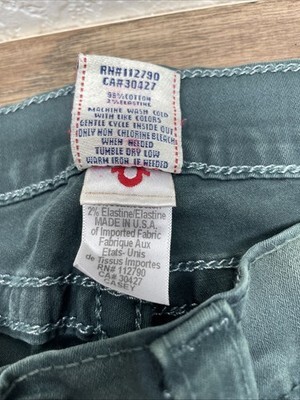 RN#112790
CA#30427
98%COTTON
2%ELASTINE
MACHINE WASH COLD
WITH LIKE COLORS
GENTLE CYCLE INSIDE OUT
ONLY NON CHLORINE BLEACH
WHEN NEEDED
TUMBLE DRY LOW
WARM IRON IF NEEDED
2% Elastine/Elastine
MADE IN U.S.A.
of Imported Fabric
Fabrique Aux
Etats- Unis
de Tissus Importes
RN# 112790
CA# 30427
CASEY